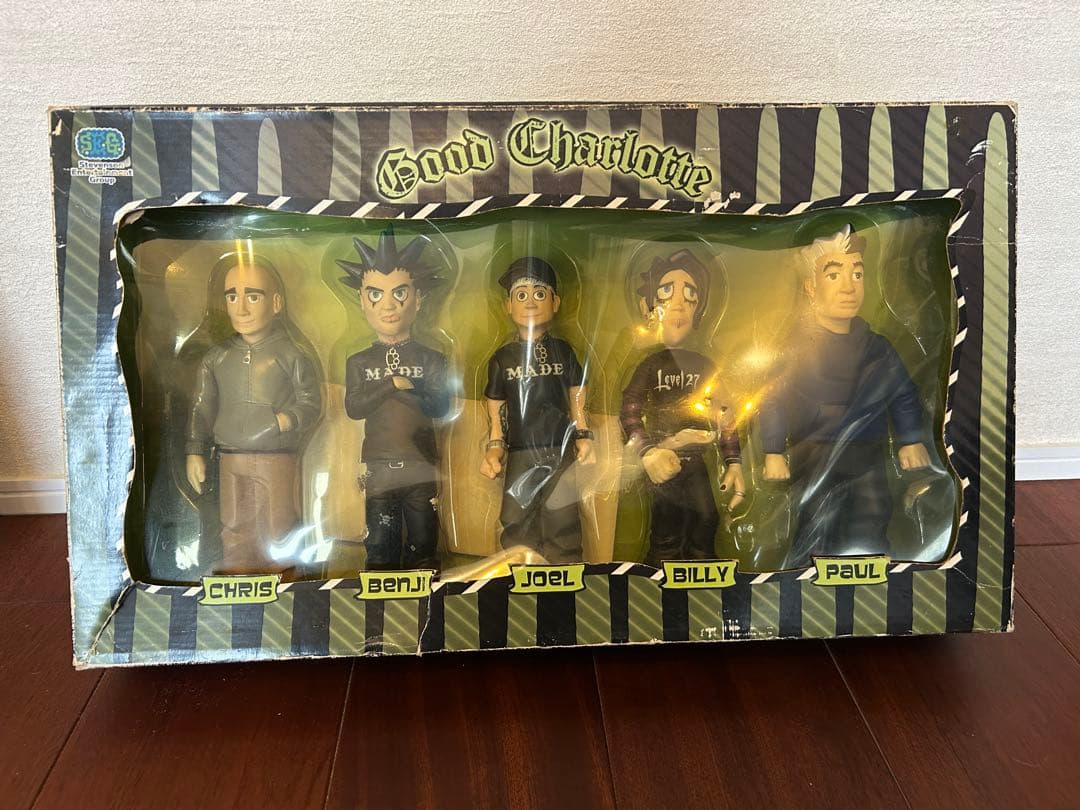 SEG
Stevenson
Entertainment
Group
Good Charlotte
MADE
MADE
Level 27
CHRIS
BENJI
JOEL
BILLY
PAUL